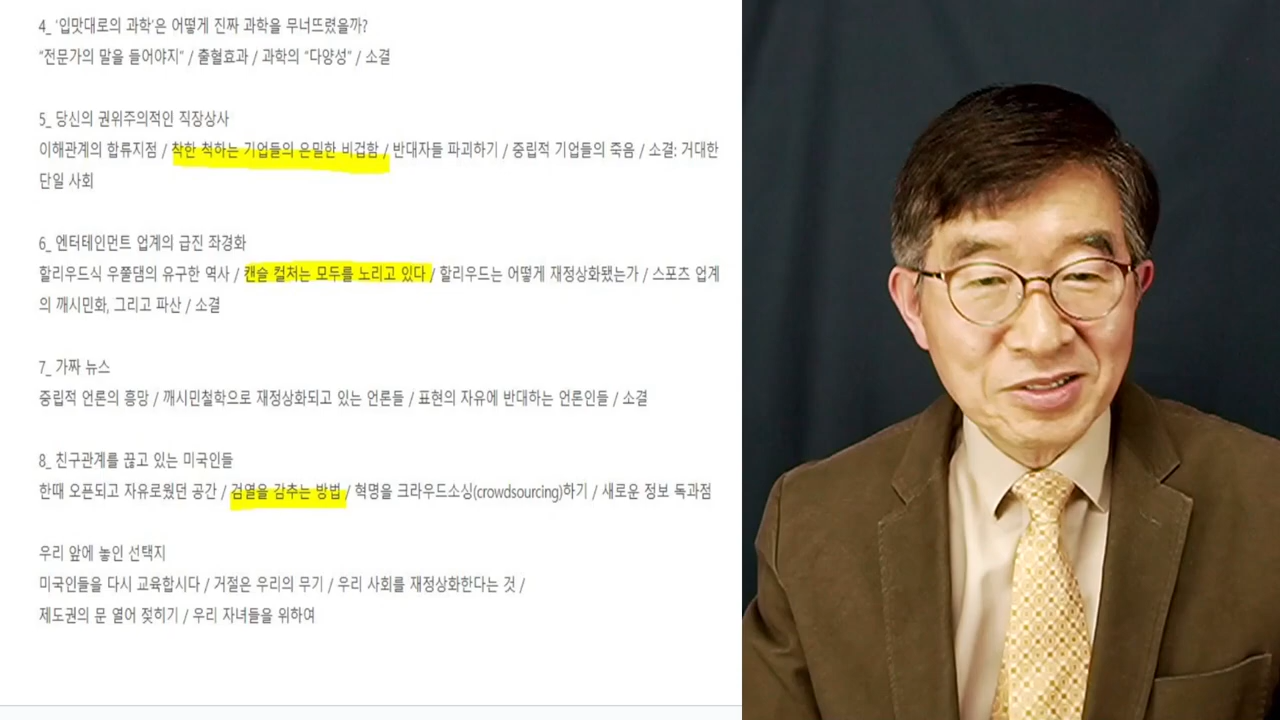 4_ '입맛대로의 과학'은 어떻게 진짜 과학을 무너뜨렸을까?
"전문가의 말을 들어야지" / 출혈효과 / 과학의 "다양성" / 소결
5_ 당신의 권위주의적인 직장상사
이해관계의 합류지점 / 착한 척하는 기업들의 은밀한 비겁함 / 반대자들 파괴하기 / 중립적 기업들의 죽음 / 소결: 거대한
단일 사회
6_ 엔터테인먼트 업계의 급진 좌경화
할리우드식 우쭐댐의 유구한 역사 / 캔슬 컬처는 모두를 노리고 있다 / 할리우드는 어떻게 재정상화됐는가 / 스포츠 업계
의 깨시민화, 그리고 파산 / 소결
7_ 가짜 뉴스
중립적 언론의 흥망 / 깨시민철학으로 재정상화되고 있는 언론들 / 표현의 자유에 반대하는 언론인들 / 소결
8_ 친구관계를 끊고 있는 미국인들
한때 오픈되고 자유로웠던 공간 / 검열을 감추는 방법 / 혁명을 크라우드소싱(crowdsourcing)하기 / 새로운 정보 독과점
우리 앞에 놓인 선택지
미국인들을 다시 교육합시다 / 거절은 우리의 무기 / 우리 사회를 재정상화한다는 것 /
제도권의 문 열어 젖히기 / 우리 자녀들을 위하여